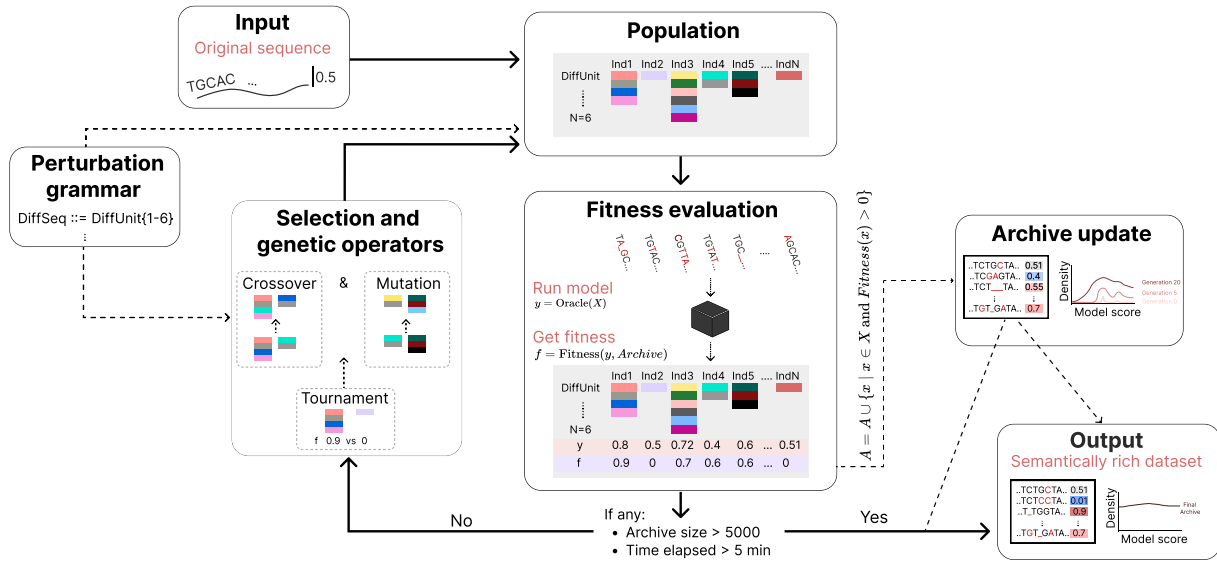 Input
Original sequence
TGCAC ...
0.5
Population
Ind1 Ind2 Ind3 Ind4 Ind5 .... IndN
DiffUnit
N=6
Perturbation
grammar
DiffSeq ::= DiffUnit{1-6}
Selection and
genetic operators
Crossover & Mutation
Tournament
f 0.9 vs 0
Fitness evaluation
TA_GC...
TGTAC...
CGTTA...
TGTAT...
TGC_...
....
AGCAC...
Run model
y = Oracle(X)
Get fitness
f = Fitness(y, Archive)
Ind1 Ind2 Ind3 Ind4 Ind5 .... IndN
DiffUnit
N=6
y 0.8 0.5 0.72 0.4 0.6 ... 0.51
f 0.9 0 0.7 0.6 0.6 ... 0
A = A ∪ {x | x ∈ X and Fitness(x) > 0}
Archive update
..TCTGCTA.. 0.51
..TCGAGTA.. 0.4
..TCT__TA.. 0.55
..TGT_GATA.. 0.7
Density
Generation 20
Generation 5
Generation 0
Model score
Output
Semantically rich dataset
..TCTGCTA.. 0.51
..TCTCCTA.. 0.01
..T_TGGTA.. 0.9
..TGT_GATA.. 0.7
Density
Final
Archive
Model score
No
Yes
If any:
• Archive size > 5000
• Time elapsed > 5 min